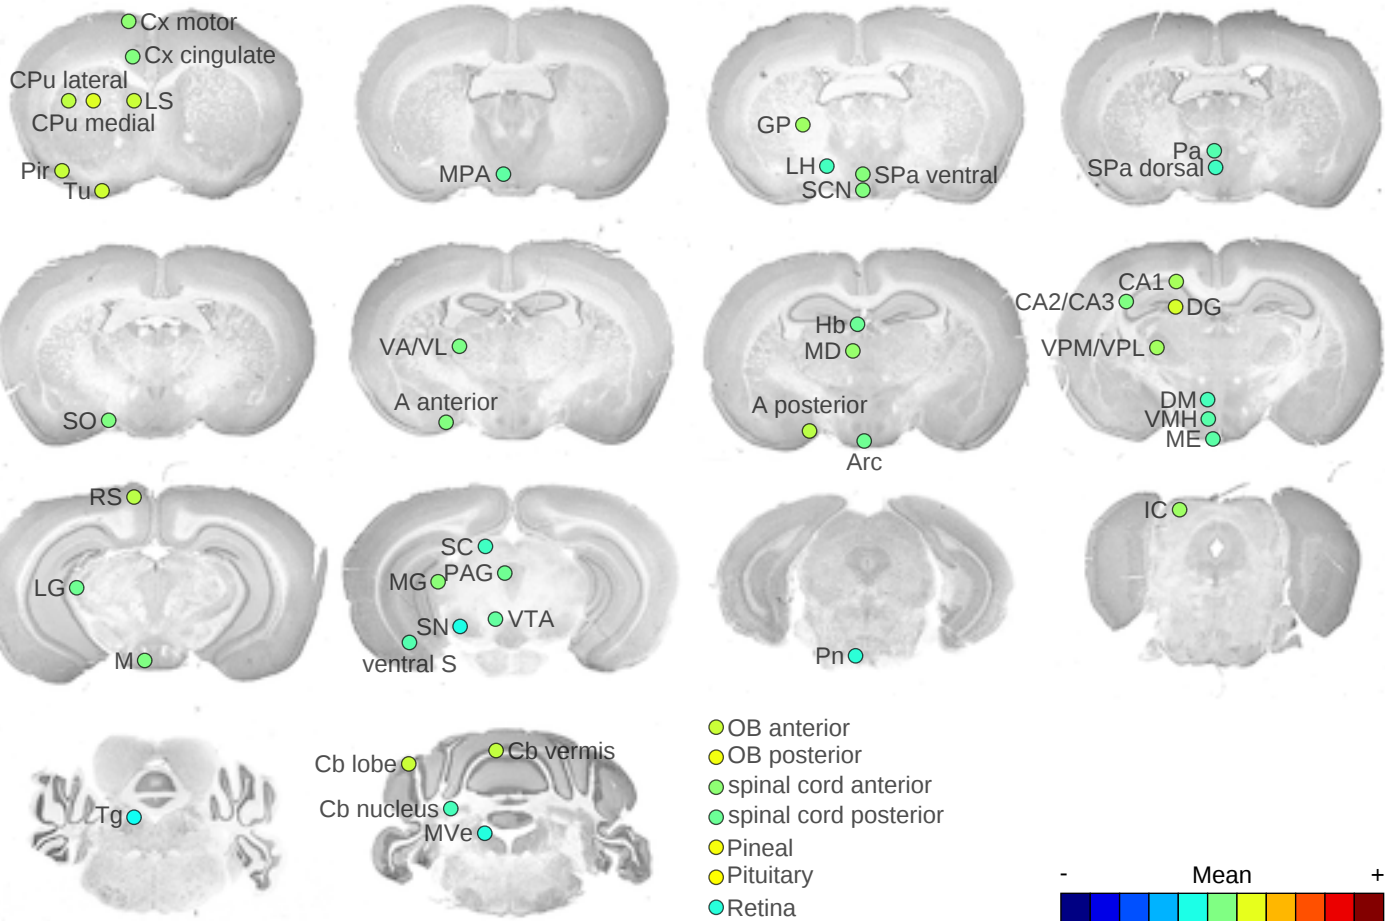 Cx motor
Cx cingulate
CPu lateral
LS
CPu medial
Pir
Tu
MPA
GP
LH
SPa ventral
SCN
Pa
SPa dorsal
SO
VA/VL
A anterior
Hb
MD
A posterior
Arc
CA1
CA2/CA3
DG
VPM/VPL
DM
VMH
ME
RS
LG
M
SC
MG PAG
SN VTA
ventral S
Pn
IC
Tg
Cb lobe Cb vermis
Cb nucleus
MVe
OB anterior
OB posterior
spinal cord anterior
spinal cord posterior
Pineal
Pituitary
Retina
- Mean +